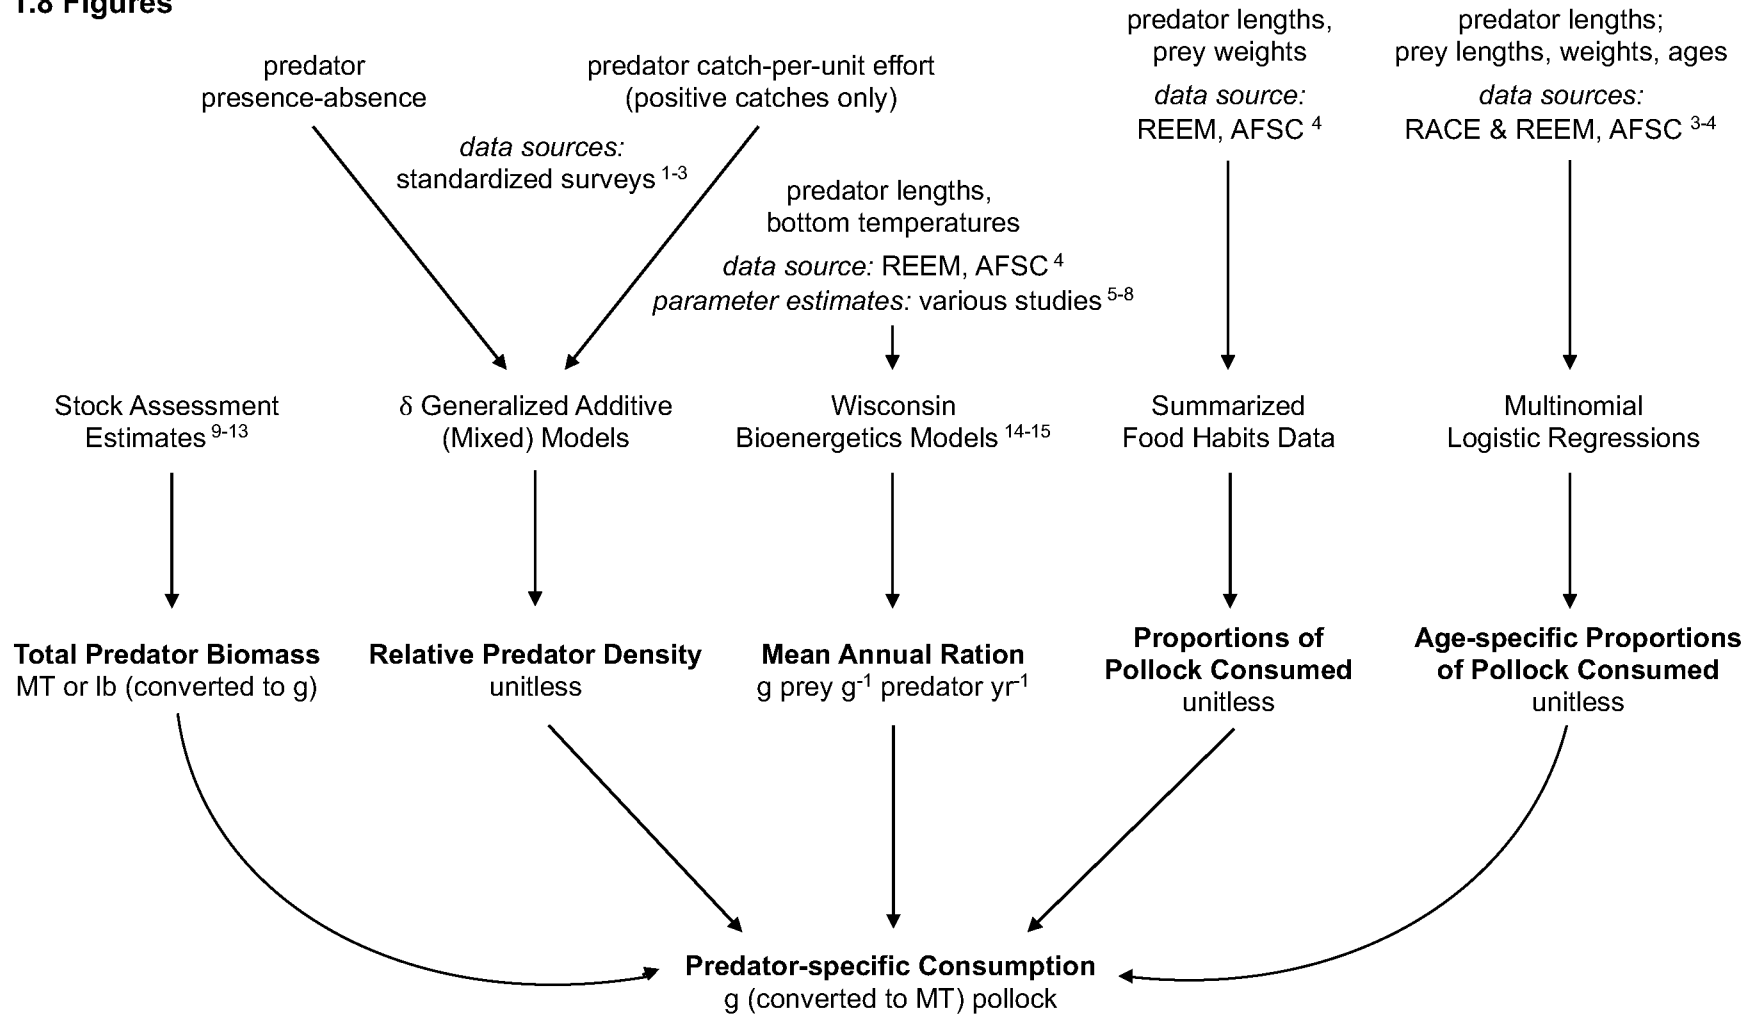 1.8 Figures
predator
presence-absence
predator catch-per-unit effort
(positive catches only)
data sources:
standardized surveys 1-3
predator lengths,
bottom temperatures
data source: REEM, AFSC 4
parameter estimates: various studies 5-8
predator lengths,
prey weights
data source:
REEM, AFSC 4
predator lengths;
prey lengths, weights, ages
data sources:
RACE & REEM, AFSC 3-4
Stock Assessment
Estimates 9-13
δ Generalized Additive
(Mixed) Models
Wisconsin
Bioenergetics Models 14-15
Summarized
Food Habits Data
Multinomial
Logistic Regressions
Total Predator Biomass
MT or lb (converted to g)
Relative Predator Density
unitless
Mean Annual Ration
g prey g-1 predator yr-1
Proportions of
Pollock Consumed
unitless
Age-specific Proportions
of Pollock Consumed
unitless
Predator-specific Consumption
g (converted to MT) pollock